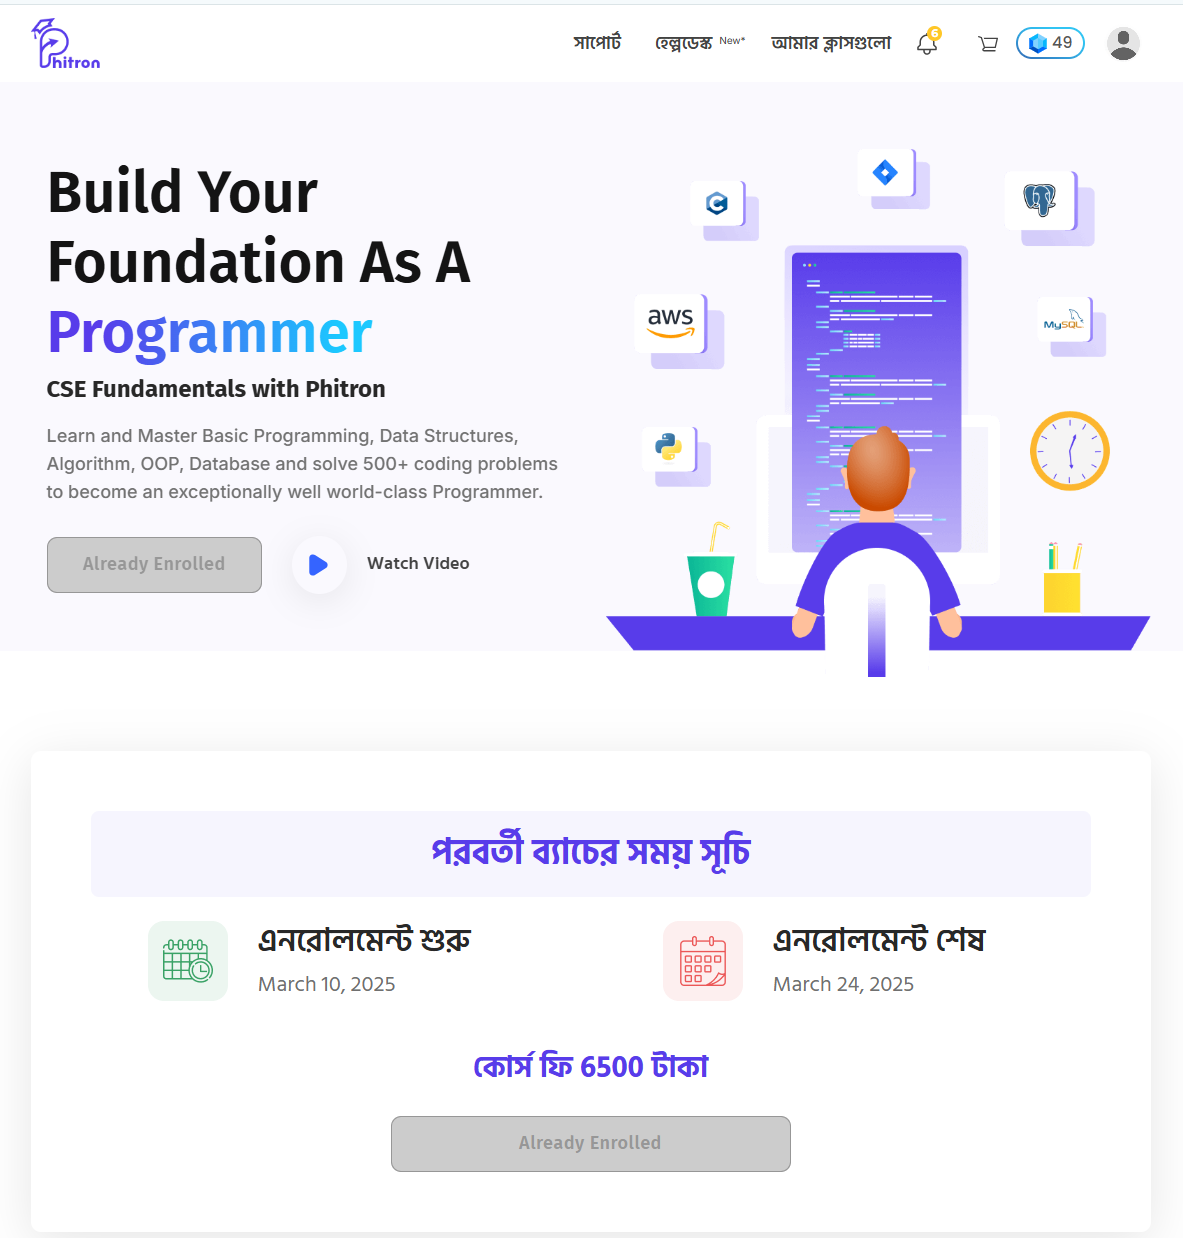 Phitron
সাপোর্ট
হেল্পডেস্ক New*
আমার ক্লাসগুলো
6
49
Build Your
Foundation As A
Programmer
CSE Fundamentals with Phitron
Learn and Master Basic Programming, Data Structures,
Algorithm, OOP, Database and solve 500+ coding problems
to become an exceptionally well world-class Programmer.
Already Enrolled
Watch Video
C
aws
MySQL
পরবর্তী ব্যাচের সময় সূচি
এনরোলমেন্ট শুরু
March 10, 2025
এনরোলমেন্ট শেষ
March 24, 2025
কোর্স ফি 6500 টাকা
Already Enrolled